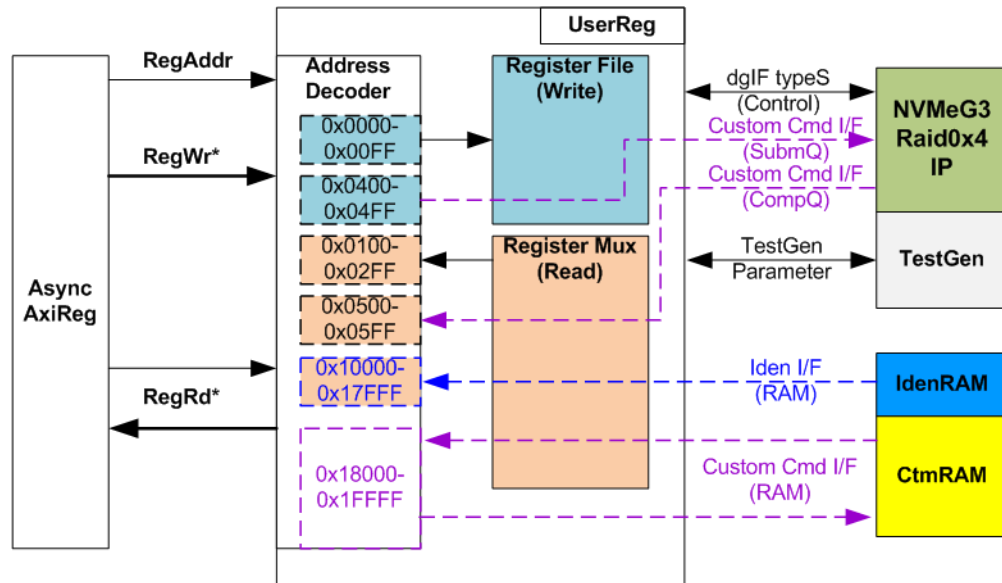 UserReg
RegAddr
RegWr*
Async
AxiReg
RegRd*
Address
Decoder
0x0000-
0x00FF
0x0400-
0x04FF
0x0100-
0x02FF
0x0500-
0x05FF
0x10000-
0x17FFF
0x18000-
0x1FFFF
Register File
(Write)
Register Mux
(Read)
dgIF typeS
(Control)
Custom Cmd I/F
(SubmQ)
Custom Cmd I/F
(CompQ)
TestGen
Parameter
Iden I/F
(RAM)
Custom Cmd I/F
(RAM)
NVMeG3
Raid0x4
IP
TestGen
IdenRAM
CtmRAM